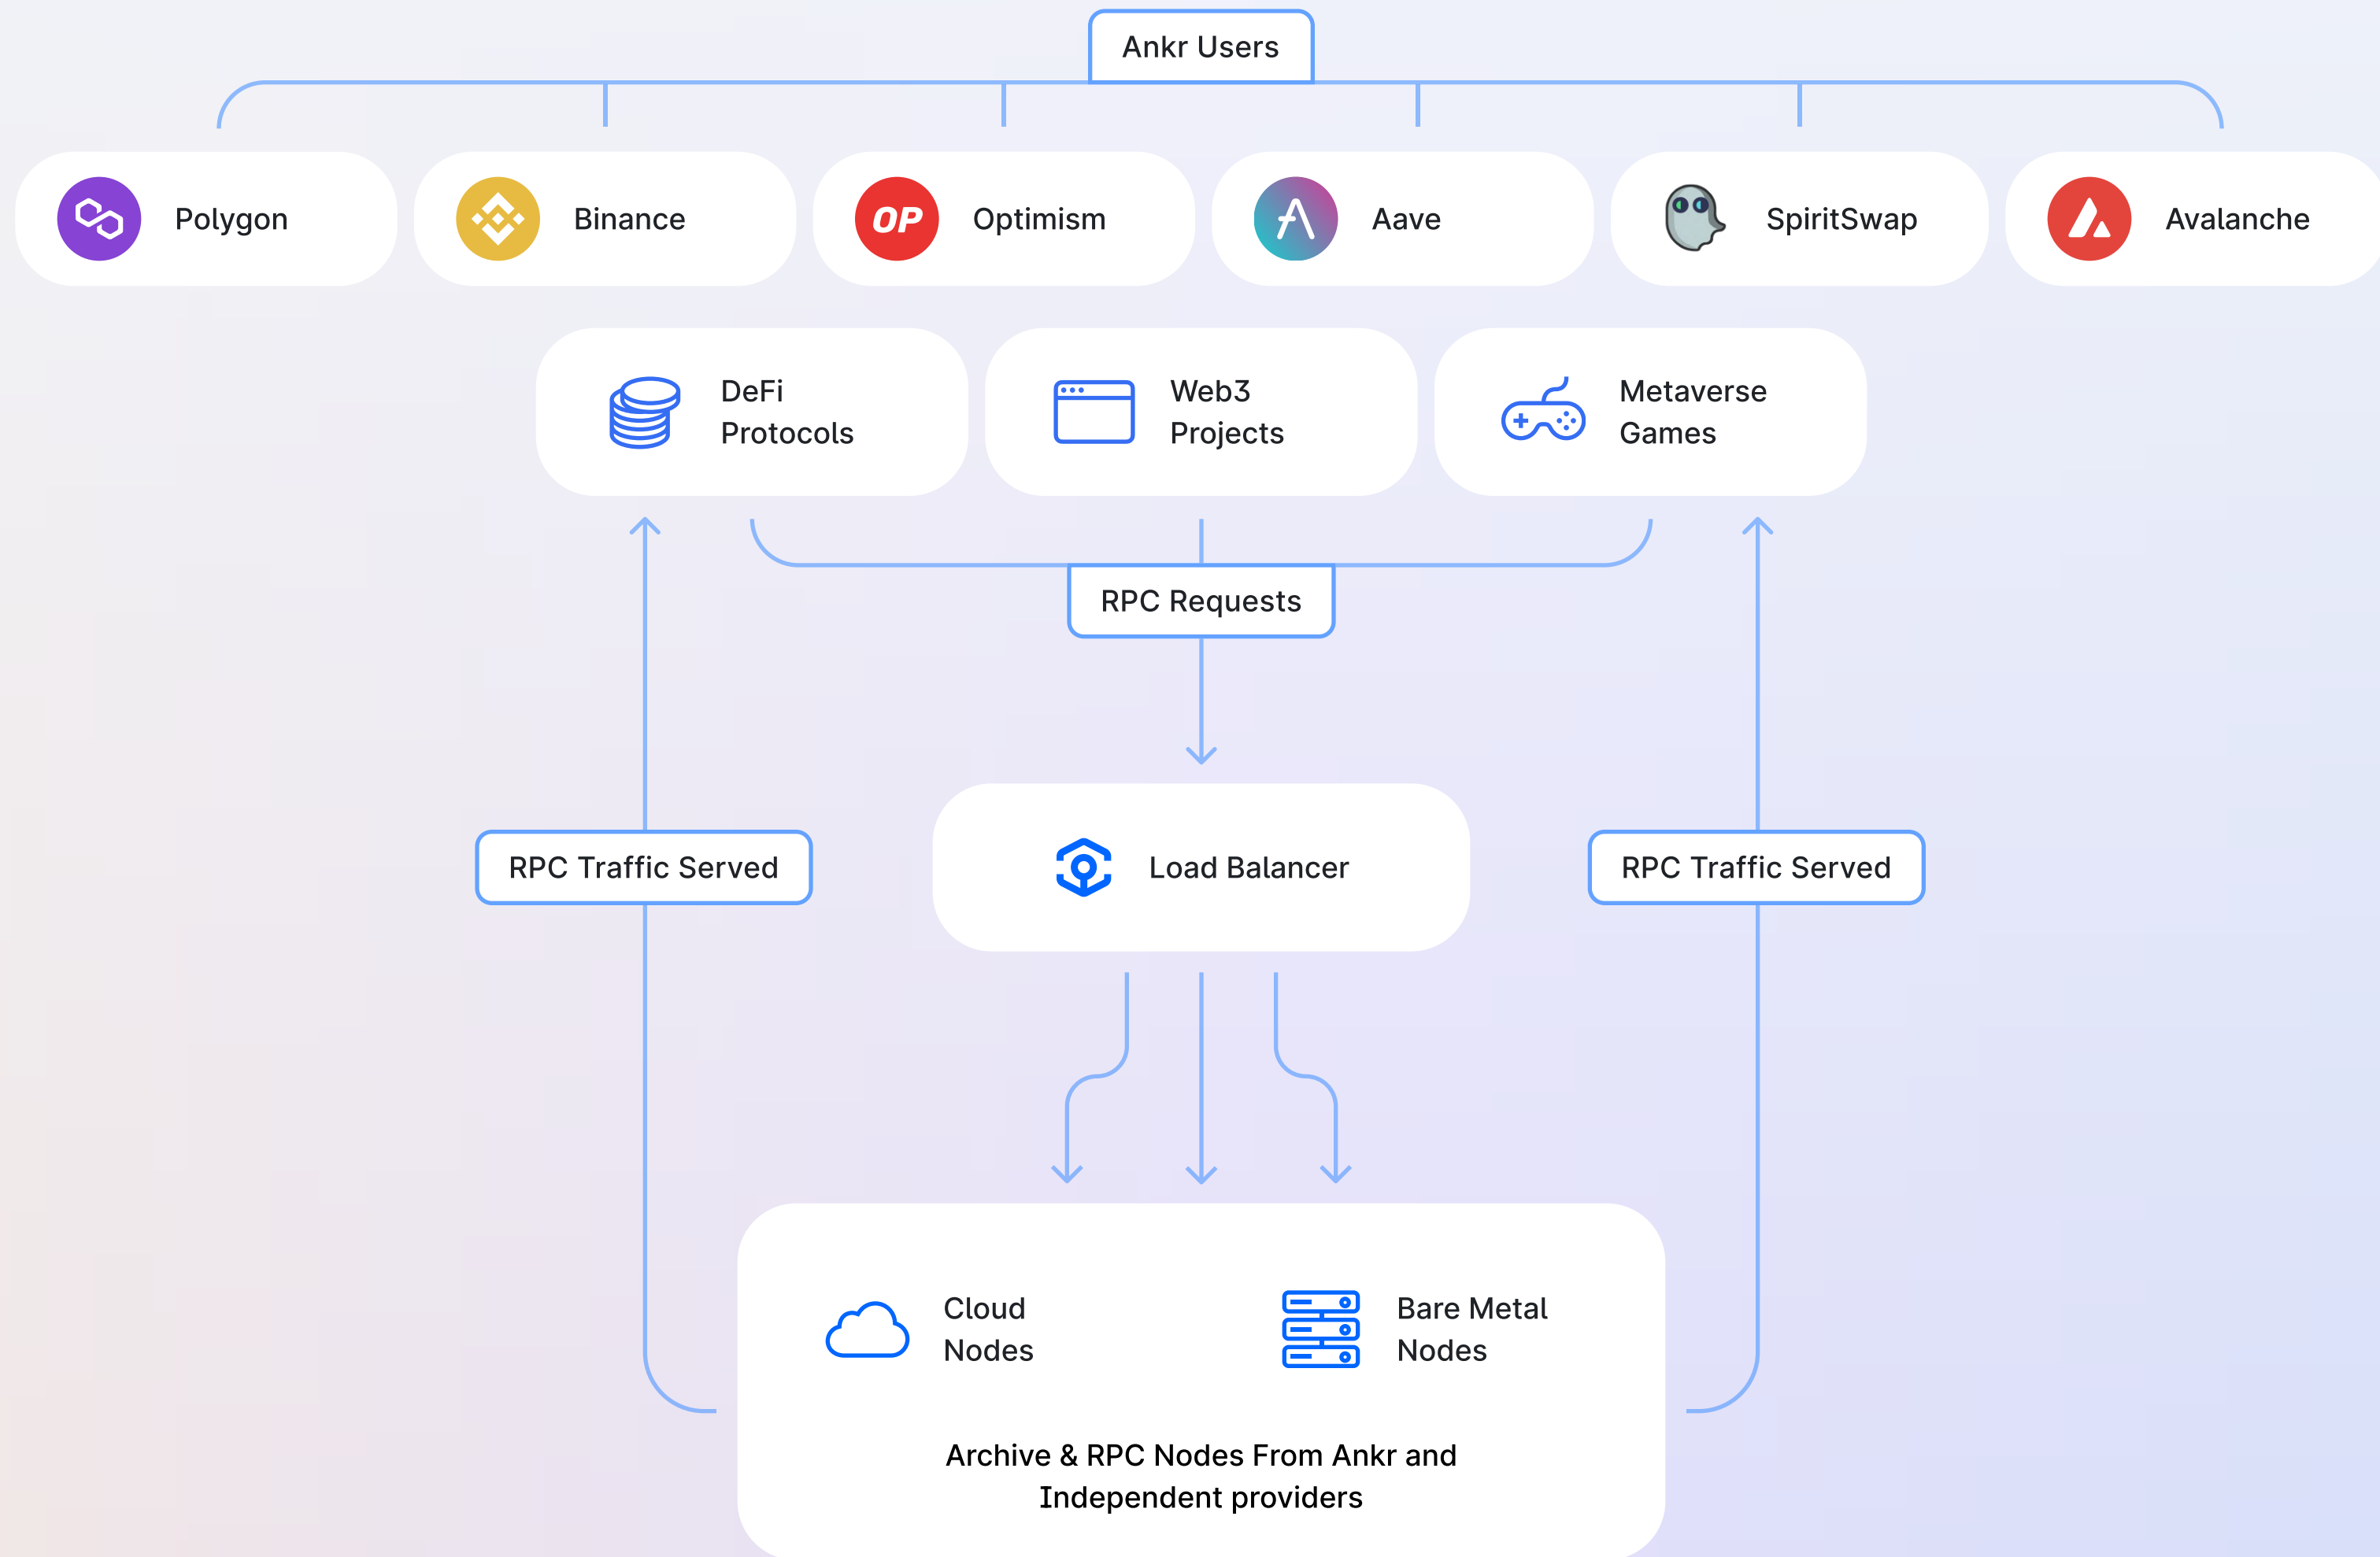 Ankr Users
Polygon
Binance
OP
Optimism
Aave
SpiritSwap
Avalanche
DeFi
Protocols
Web3
Projects
Metaverse
Games
RPC Requests
RPC Traffic Served
Load Balancer
RPC Traffic Served
Cloud
Nodes
Bare Metal
Nodes
Archive & RPC Nodes From Ankr and
Independent providers